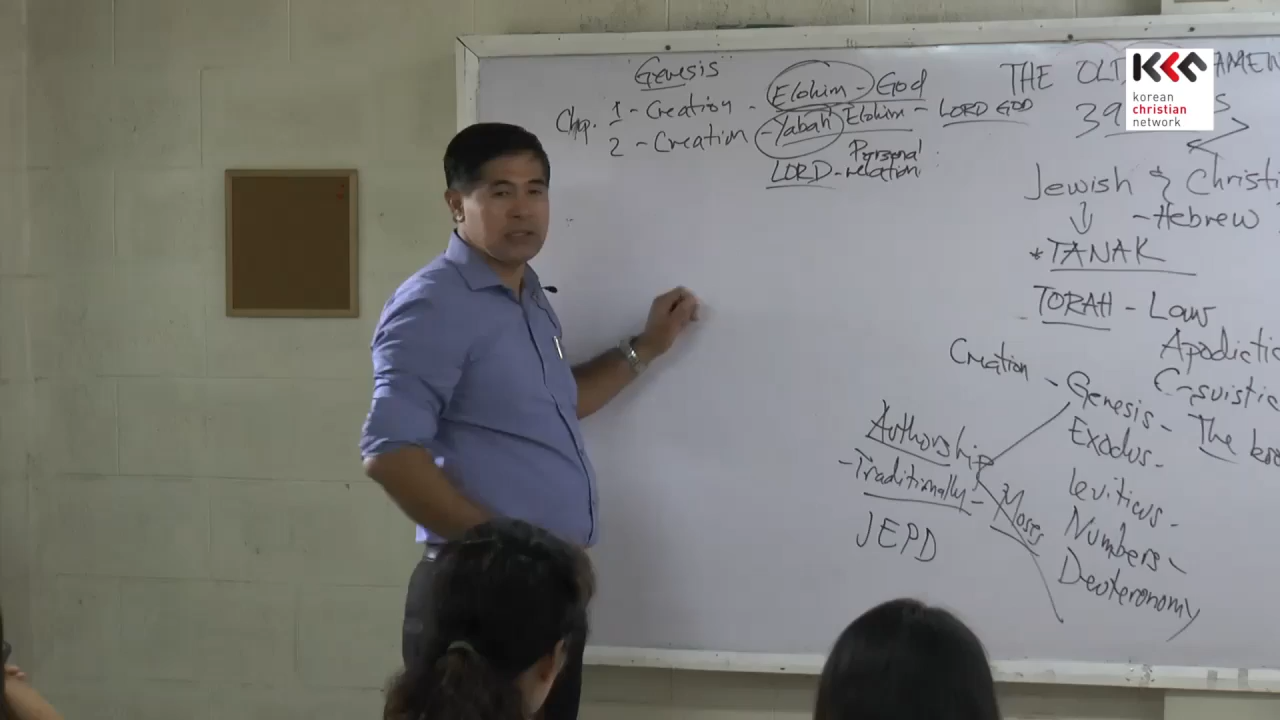 "Genesis"
Chap. 1 - Creation - Elohim - God
2 - Creation - Yabah Elohim - LORD GOD
Personal
LORD - relation
THE OLD
39
Jewish & Christi
- Hebrew
* TANAK
TORAH - Laws
Apodictic
Creation - Genesis - The
Exodus -
Leviticus -
Numbers -
Deuteronomy
Authorship
- Traditionally - Moses
JEPD
KCN
korean
christian
network